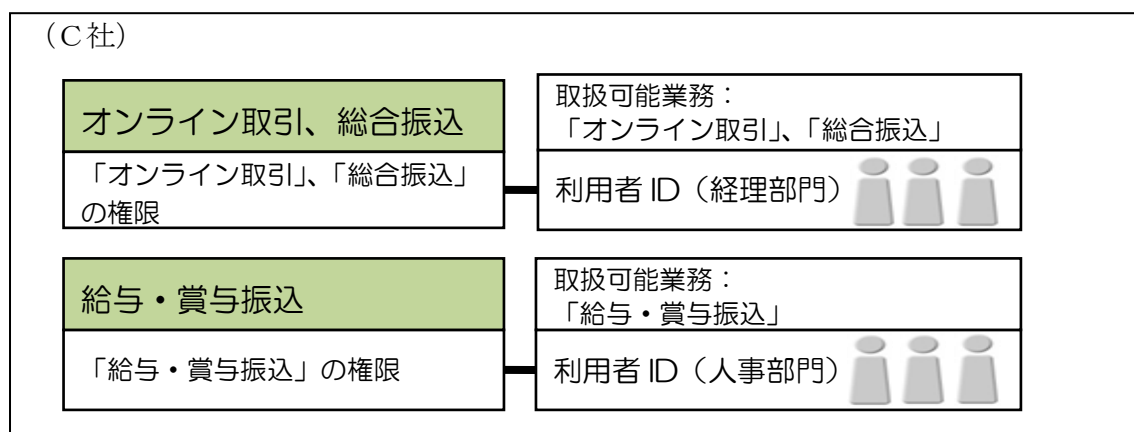 （C社）
オンライン取引、総合振込
「オンライン取引」、「総合振込」
の権限
取扱可能業務：
「オンライン取引」、「総合振込」
利用者ID（経理部門）
給与・賞与振込
「給与・賞与振込」の権限
取扱可能業務：
「給与・賞与振込」
利用者ID（人事部門）